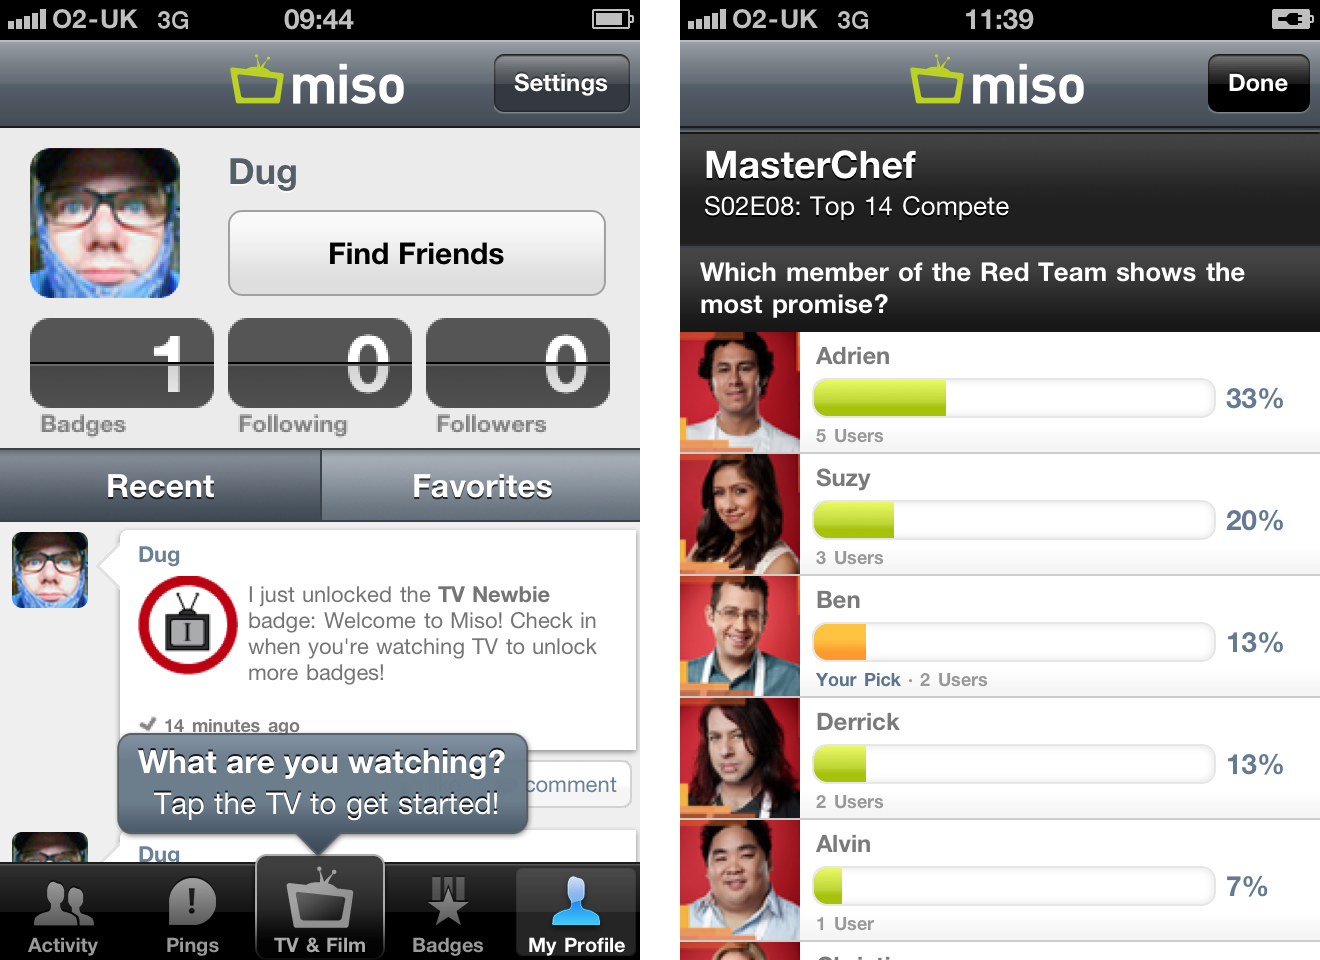 O2-UK 3G 09:44
miso
Settings
Dug
Find Friends
1 0 0
Badges Following Followers
Recent Favorites
Dug
I
I just unlocked the TV Newbie
badge: Welcome to Miso! Check in
when you're watching TV to unlock
more badges!
14 minutes ago
comment
What are you watching?
Tap the TV to get started!
Dug
Activity Pings TV & Film Badges My Profile
O2-UK 3G 11:39
miso
Done
MasterChef
S02E08: Top 14 Compete
Which member of the Red Team shows the
most promise?
Adrien
33%
5 Users
Suzy
20%
3 Users
Ben
13%
Your Pick · 2 Users
Derrick
13%
2 Users
Alvin
7%
1 User